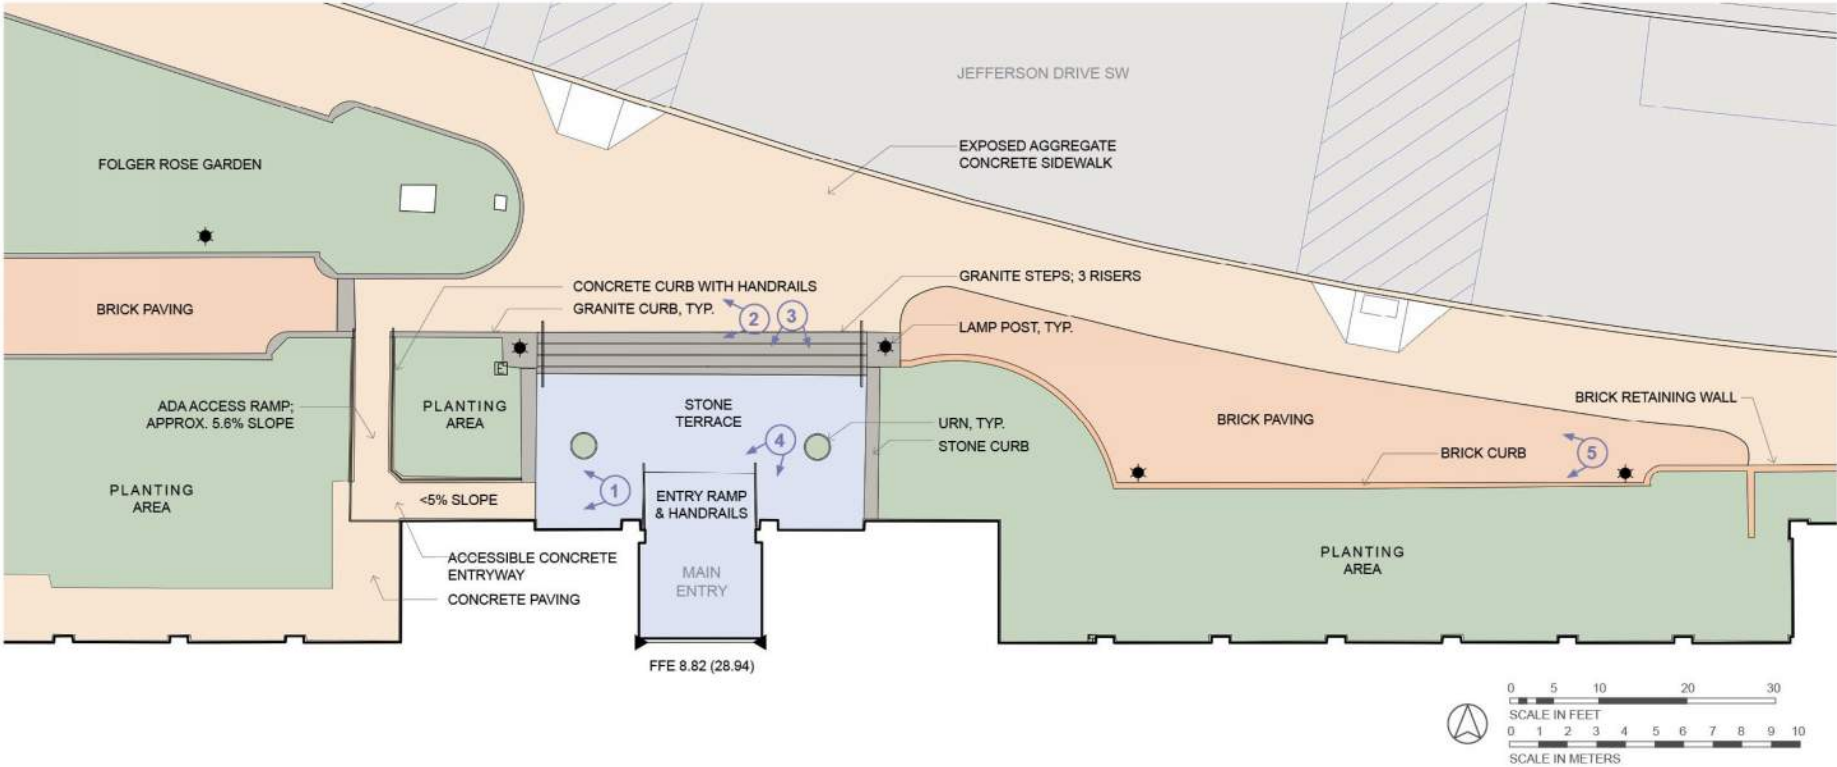 JEFFERSON DRIVE SW
EXPOSED AGGREGATE
CONCRETE SIDEWALK
FOLGER ROSE GARDEN
BRICK PAVING
CONCRETE CURB WITH HANDRAILS
GRANITE CURB, TYP.
2
3
GRANITE STEPS; 3 RISERS
LAMP POST, TYP.
E
ADA ACCESS RAMP;
APPROX. 5.6% SLOPE
PLANTING
AREA
STONE
TERRACE
4
URN, TYP.
STONE CURB
BRICK PAVING
BRICK RETAINING WALL
BRICK CURB
5
PLANTING
AREA
<5% SLOPE
1
ENTRY RAMP
& HANDRAILS
ACCESSIBLE CONCRETE
ENTRYWAY
CONCRETE PAVING
MAIN
ENTRY
PLANTING
AREA
FFE 8.82 (28.94)
0 5 10 20 30
SCALE IN FEET
0 1 2 3 4 5 6 7 8 9 10
SCALE IN METERS